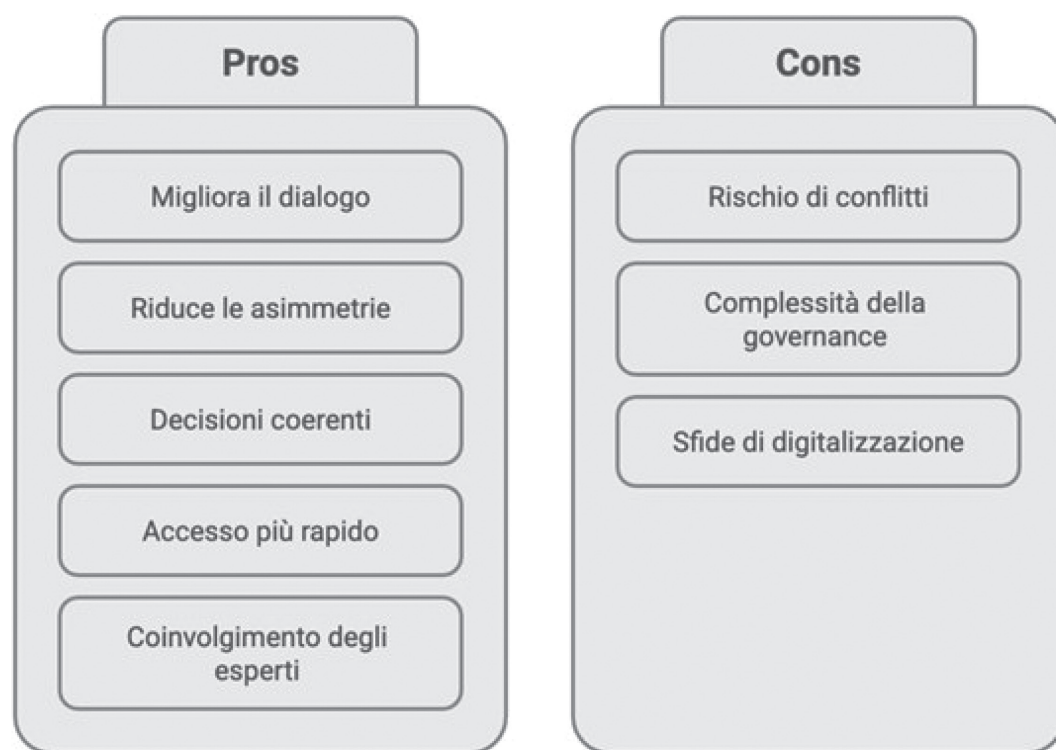 Pros
Migliora il dialogo
Riduce le asimmetrie
Decisioni coerenti
Accesso più rapido
Coinvolgimento degli
esperti
Cons
Rischio di conflitti
Complessità della
governance
Sfide di digitalizzazione